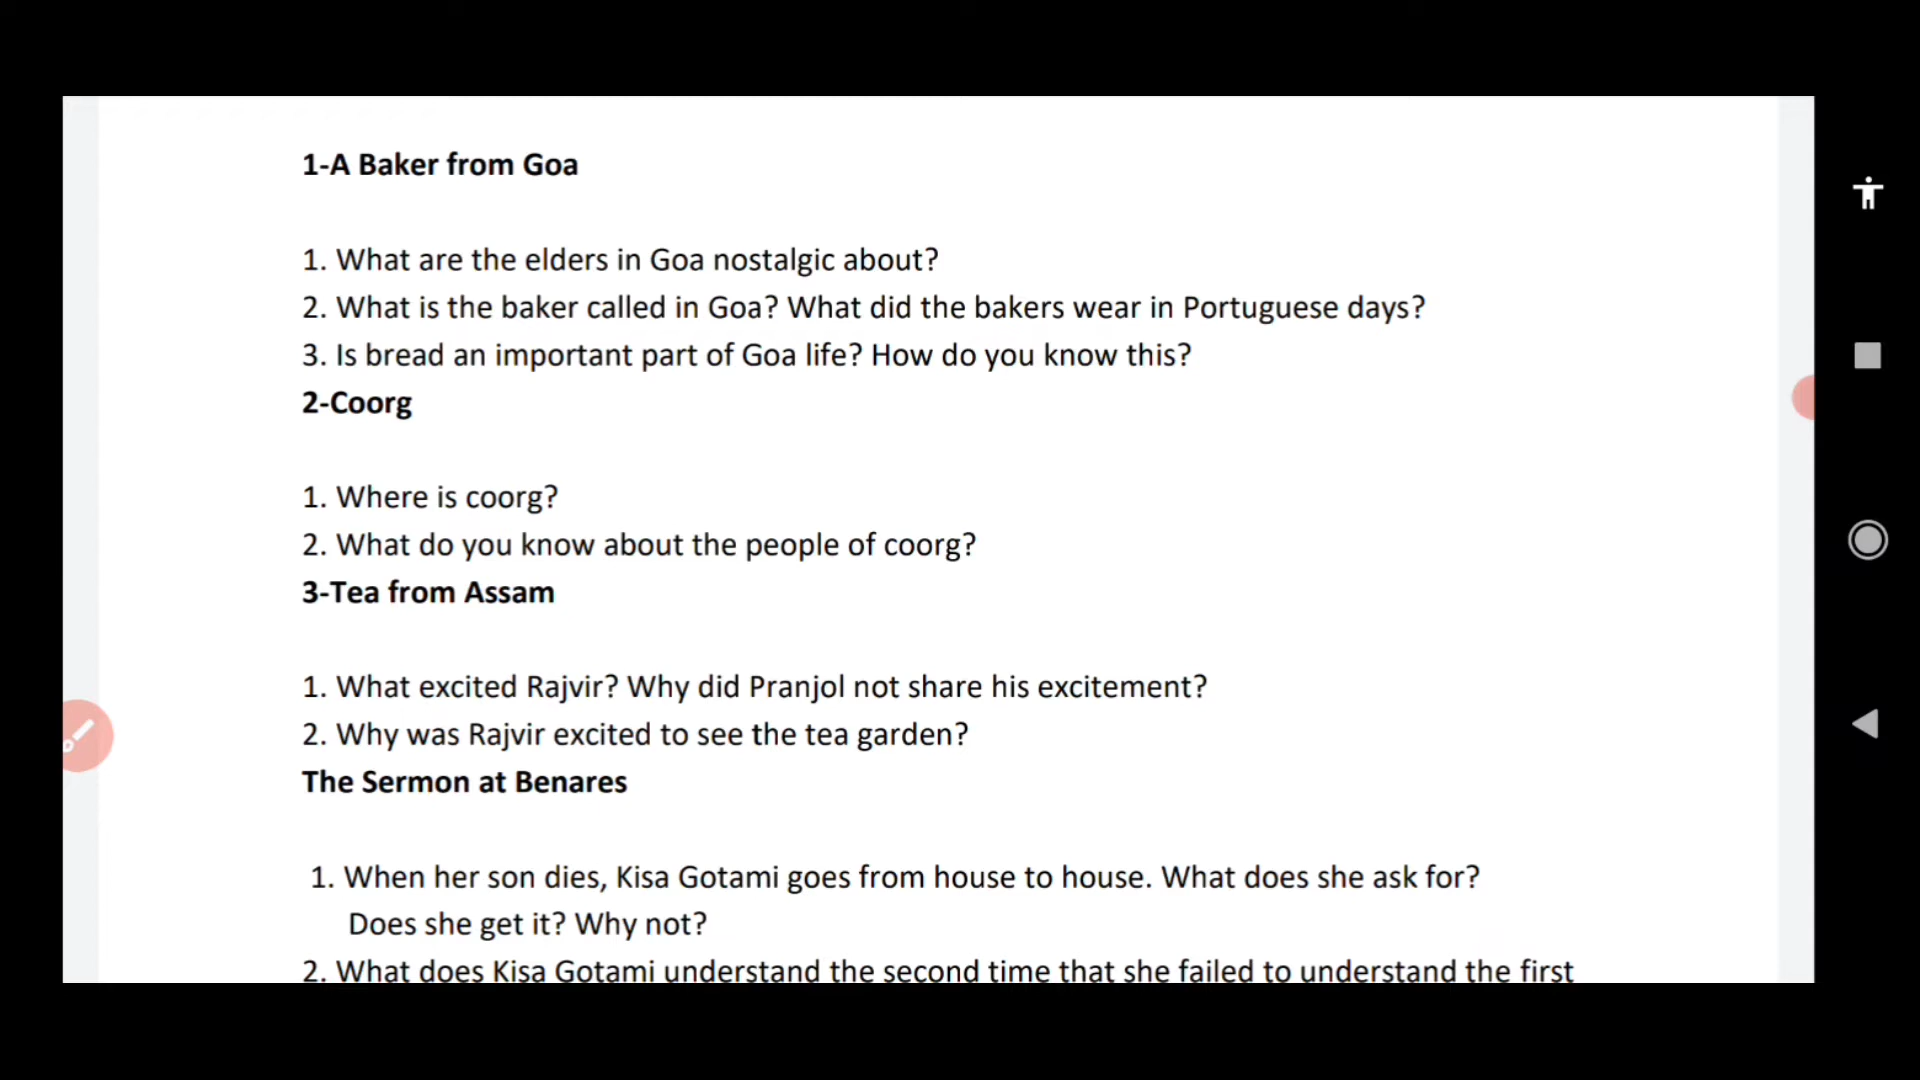 1-A Baker from Goa
1. What are the elders in Goa nostalgic about?
2. What is the baker called in Goa? What did the bakers wear in Portuguese days?
3. Is bread an important part of Goa life? How do you know this?
2-Coorg
1. Where is coorg?
2. What do you know about the people of coorg?
3-Tea from Assam
1. What excited Rajvir? Why did Pranjol not share his excitement?
2. Why was Rajvir excited to see the tea garden?
The Sermon at Benares
1. When her son dies, Kisa Gotami goes from house to house. What does she ask for?
Does she get it? Why not?
2. What does Kisa Gotami understand the second time that she failed to understand the first